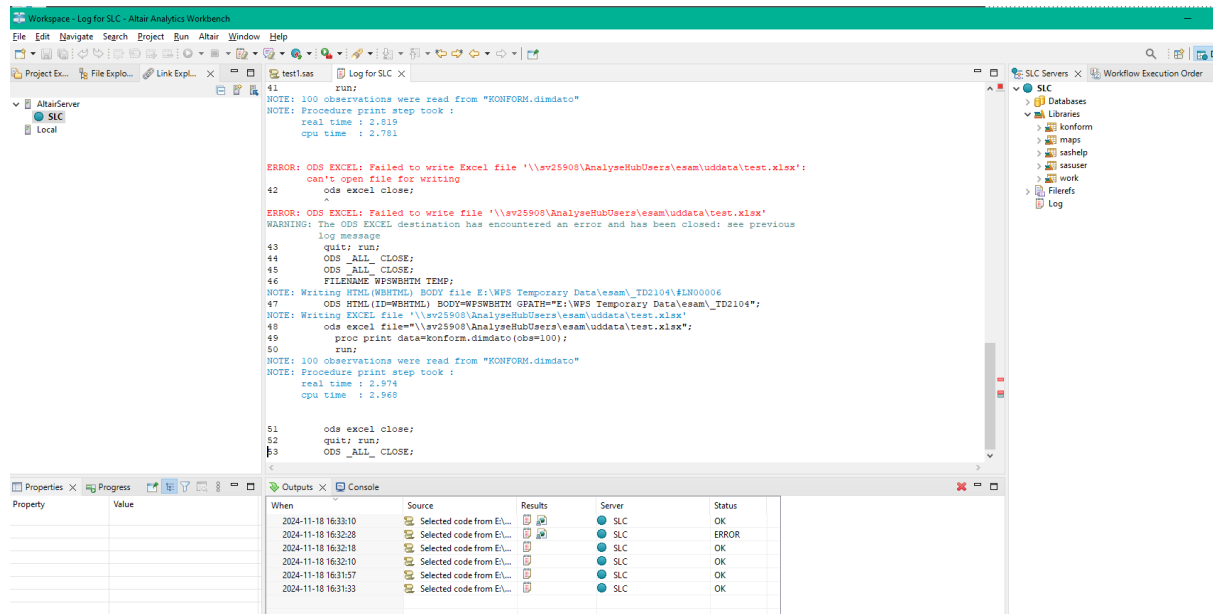 Workspace - Log for SLC - Altair Analytics Workbench
File Edit Navigate Search Project Run Altair Window Help
Project Ex... File Explo... Link Expl...
test1.sas Log for SLC
SLC Servers Workflow Execution Order
AltairServer
SLC
Local
41 run;
NOTE: 100 observations were read from "KONFORM.dimdato"
NOTE: Procedure print step took :
real time : 2.819
cpu time : 2.781
ERROR: ODS EXCEL: Failed to write Excel file '\\sv25908\AnalyseHubUsers\esam\uddata\test.xlsx':
can't open file for writing
42 ods excel close;
^
ERROR: ODS EXCEL: Failed to write file '\\sv25908\AnalyseHubUsers\esam\uddata\test.xlsx'
WARNING: The ODS EXCEL destination has encountered an error and has been closed: see previous
log message
43 quit; run;
44 ODS _ALL_ CLOSE;
45 ODS _ALL_ CLOSE;
46 FILENAME WPSWBHTM TEMP;
NOTE: Writing HTML(WBHTML) BODY file E:\WPS Temporary Data\esam\_TD2104\#LN00006
47 ODS HTML(ID=WBHTML) BODY=WPSWBHTM GPATH="E:\WPS Temporary Data\esam\_TD2104";
NOTE: Writing EXCEL file '\\sv25908\AnalyseHubUsers\esam\uddata\test.xlsx'
48 ods excel file="\\sv25908\AnalyseHubUsers\esam\uddata\test.xlsx";
49 proc print data=konform.dimdato(obs=100);
50 run;
NOTE: 100 observations were read from "KONFORM.dimdato"
NOTE: Procedure print step took :
real time : 2.974
cpu time : 2.968
51 ods excel close;
52 quit; run;
53 ODS _ALL_ CLOSE;
SLC
Databases
Libraries
konform
maps
sashelp
sasuser
work
Filerefs
Log
Properties Progress
Property Value
Outputs Console
When Source Results Server Status
2024-11-18 16:33:10 Selected code from E:\... SLC OK
2024-11-18 16:32:28 Selected code from E:\... SLC ERROR
2024-11-18 16:32:18 Selected code from E:\... SLC OK
2024-11-18 16:32:10 Selected code from E:\... SLC OK
2024-11-18 16:31:57 Selected code from E:\... SLC OK
2024-11-18 16:31:33 Selected code from E:\... SLC OK